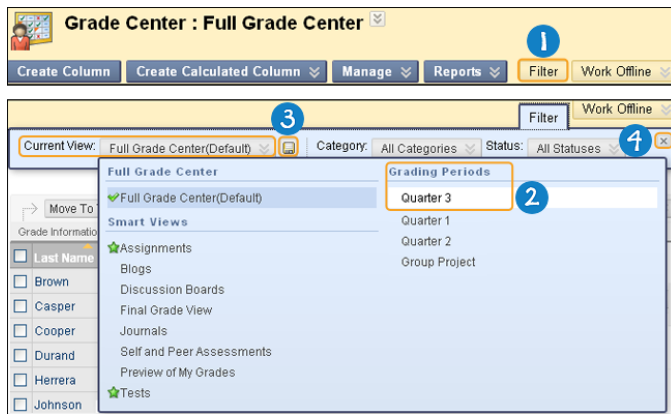 Grade Center : Full Grade Center
1
Create Column Create Calculated Column Manage Reports Filter Work Offline
Filter Work Offline
3 4
Current View: Full Grade Center(Default) Category: All Categories Status: All Statuses
Full Grade Center Grading Periods
Full Grade Center(Default) Quarter 3 2
Smart Views Quarter 1
Move To
Assignments Quarter 2
Grade Informatio
Blogs Group Project
Last Name
Discussion Boards
Brown
Final Grade View
Casper
Journals
Cooper
Self and Peer Assessments
Durand
Preview of My Grades
Herrera
Tests
Johnson